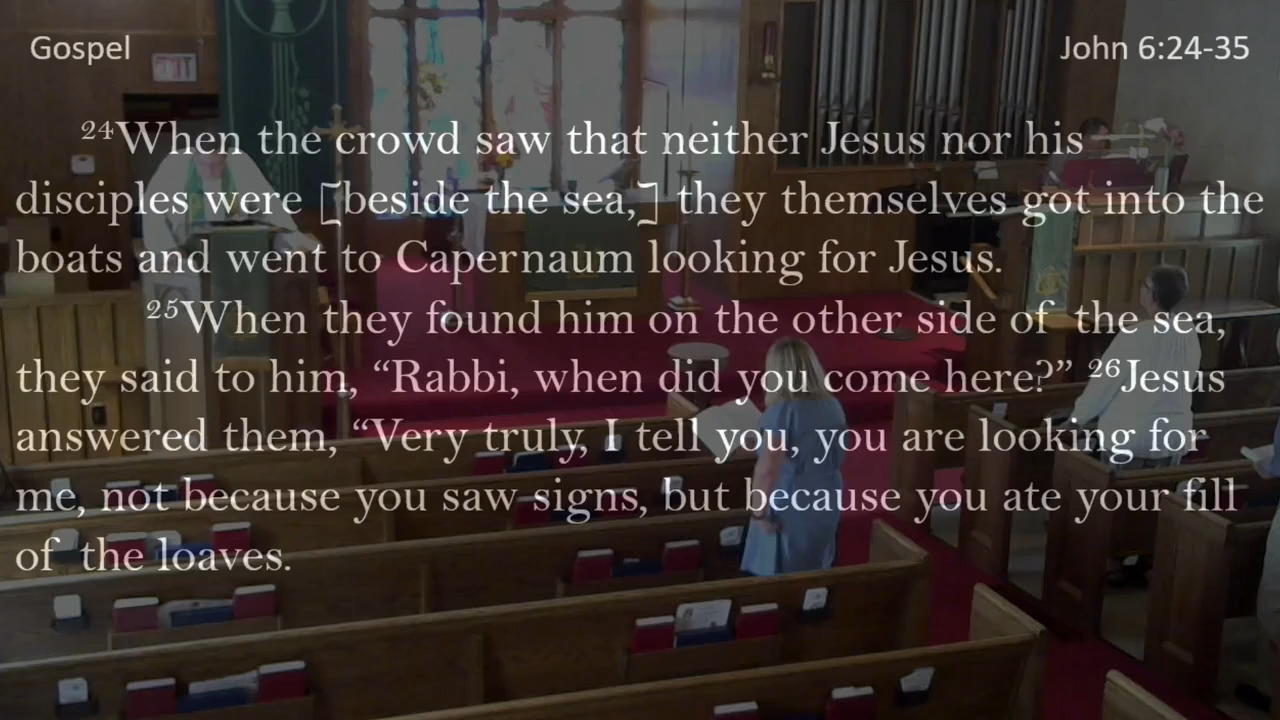 Gospel
John 6:24-35
²⁴When the crowd saw that neither Jesus nor his
disciples were [beside the sea,] they themselves got into the
boats and went to Capernaum looking for Jesus.
²⁵When they found him on the other side of the sea,
they said to him, “Rabbi, when did you come here?” ²⁶Jesus
answered them, “Very truly, I tell you, you are looking for
me, not because you saw signs, but because you ate your fill
of the loaves.